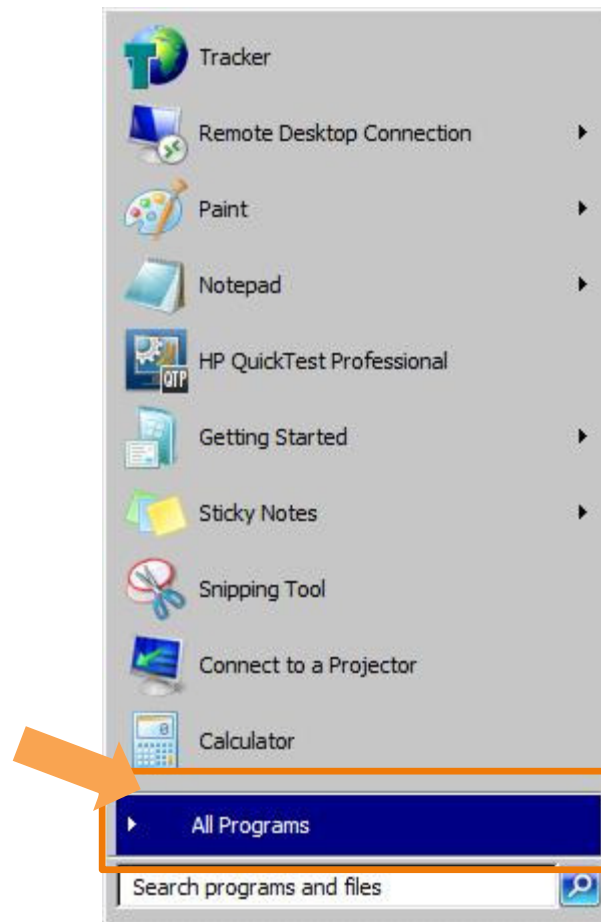 Tracker
Remote Desktop Connection
Paint
Notepad
QTP HP QuickTest Professional
Getting Started
Sticky Notes
Snipping Tool
Connect to a Projector
Calculator
All Programs
Search programs and files